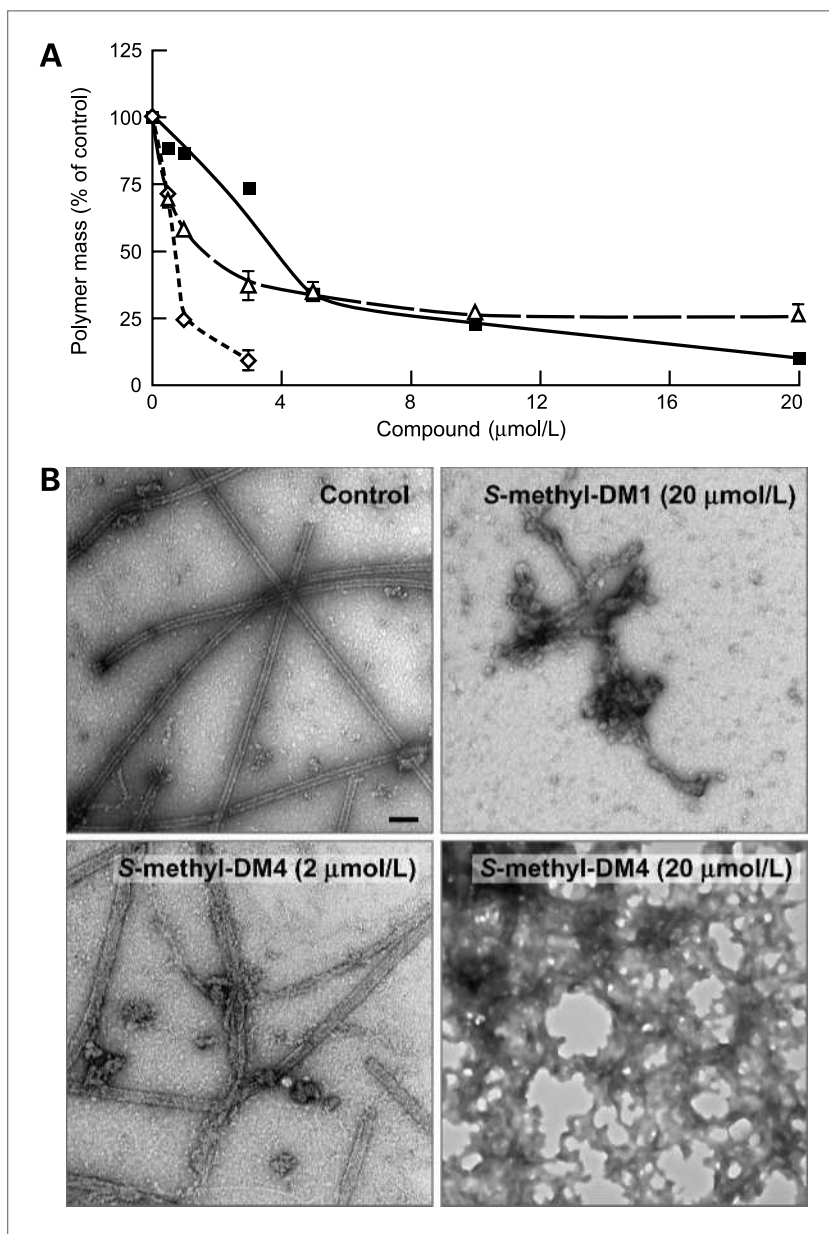 A
125
100
75
50
25
0
Polymer mass (% of control)
0 4 8 12 16 20
Compound (μmol/L)
B
Control
S-methyl-DM1 (20 μmol/L)
S-methyl-DM4 (2 μmol/L)
S-methyl-DM4 (20 μmol/L)